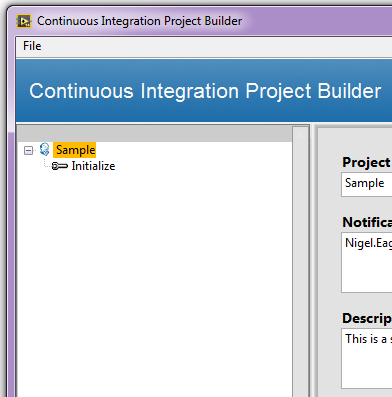 Continuous Integration Project Builder
File
Continuous Integration Project Builder
Sample
Initialize
Project
Sample
Notifica
Nigel.Eag
Descrip
This is a s